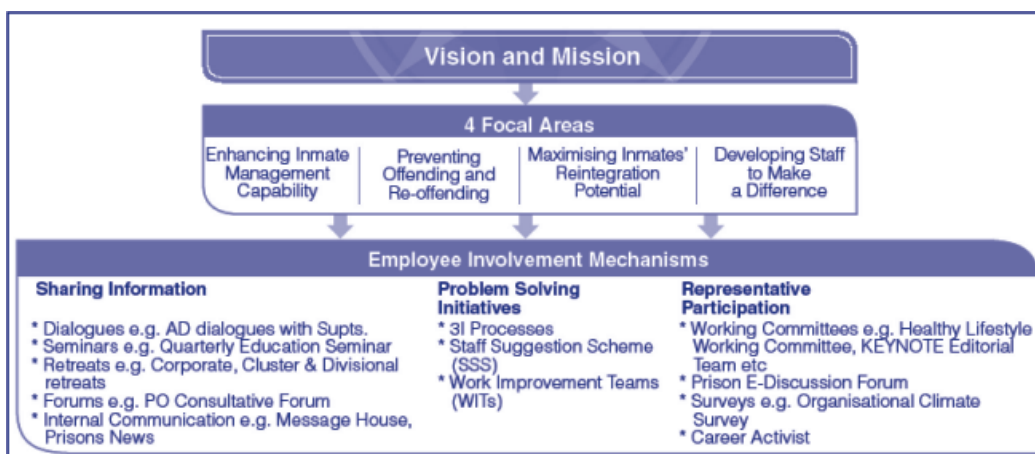 Vision and Mission
4 Focal Areas
Enhancing Inmate
Management
Capability
Preventing
Offending and
Re-offending
Maximising Inmates'
Reintegration
Potential
Developing Staff
to Make
a Difference
Employee Involvement Mechanisms
Sharing Information
* Dialogues e.g. AD dialogues with Supts.
* Seminars e.g. Quarterly Education Seminar
* Retreats e.g. Corporate, Cluster & Divisional
retreats
* Forums e.g. PO Consultative Forum
* Internal Communication e.g. Message House,
Prisons News
Problem Solving
Initiatives
* 3I Processes
* Staff Suggestion Scheme
(SSS)
* Work Improvement Teams
(WITs)
Representative
Participation
* Working Committees e.g. Healthy Lifestyle
Working Committee, KEYNOTE Editorial
Team etc
* Prison E-Discussion Forum
* Surveys e.g. Organisational Climate
Survey
* Career Activist